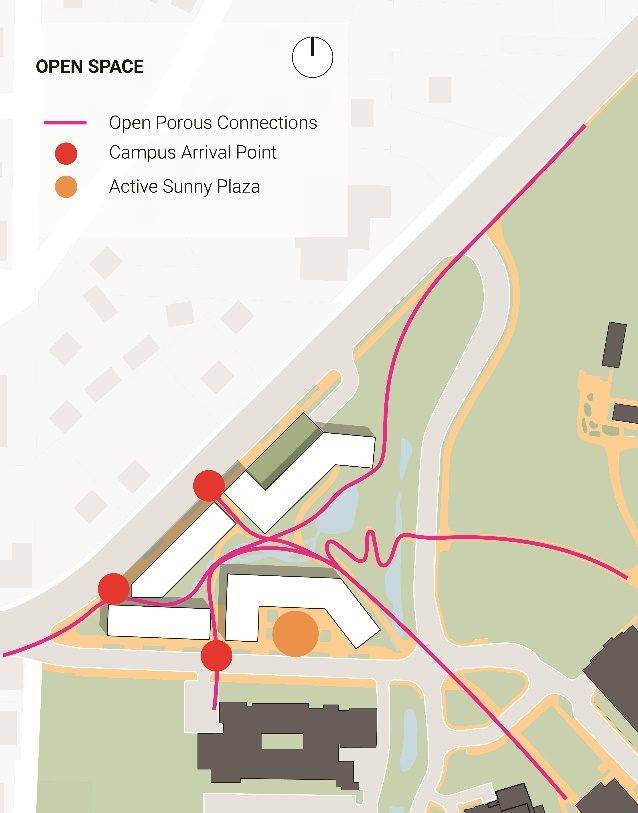 OPEN SPACE
Open Porous Connections
Campus Arrival Point
Active Sunny Plaza